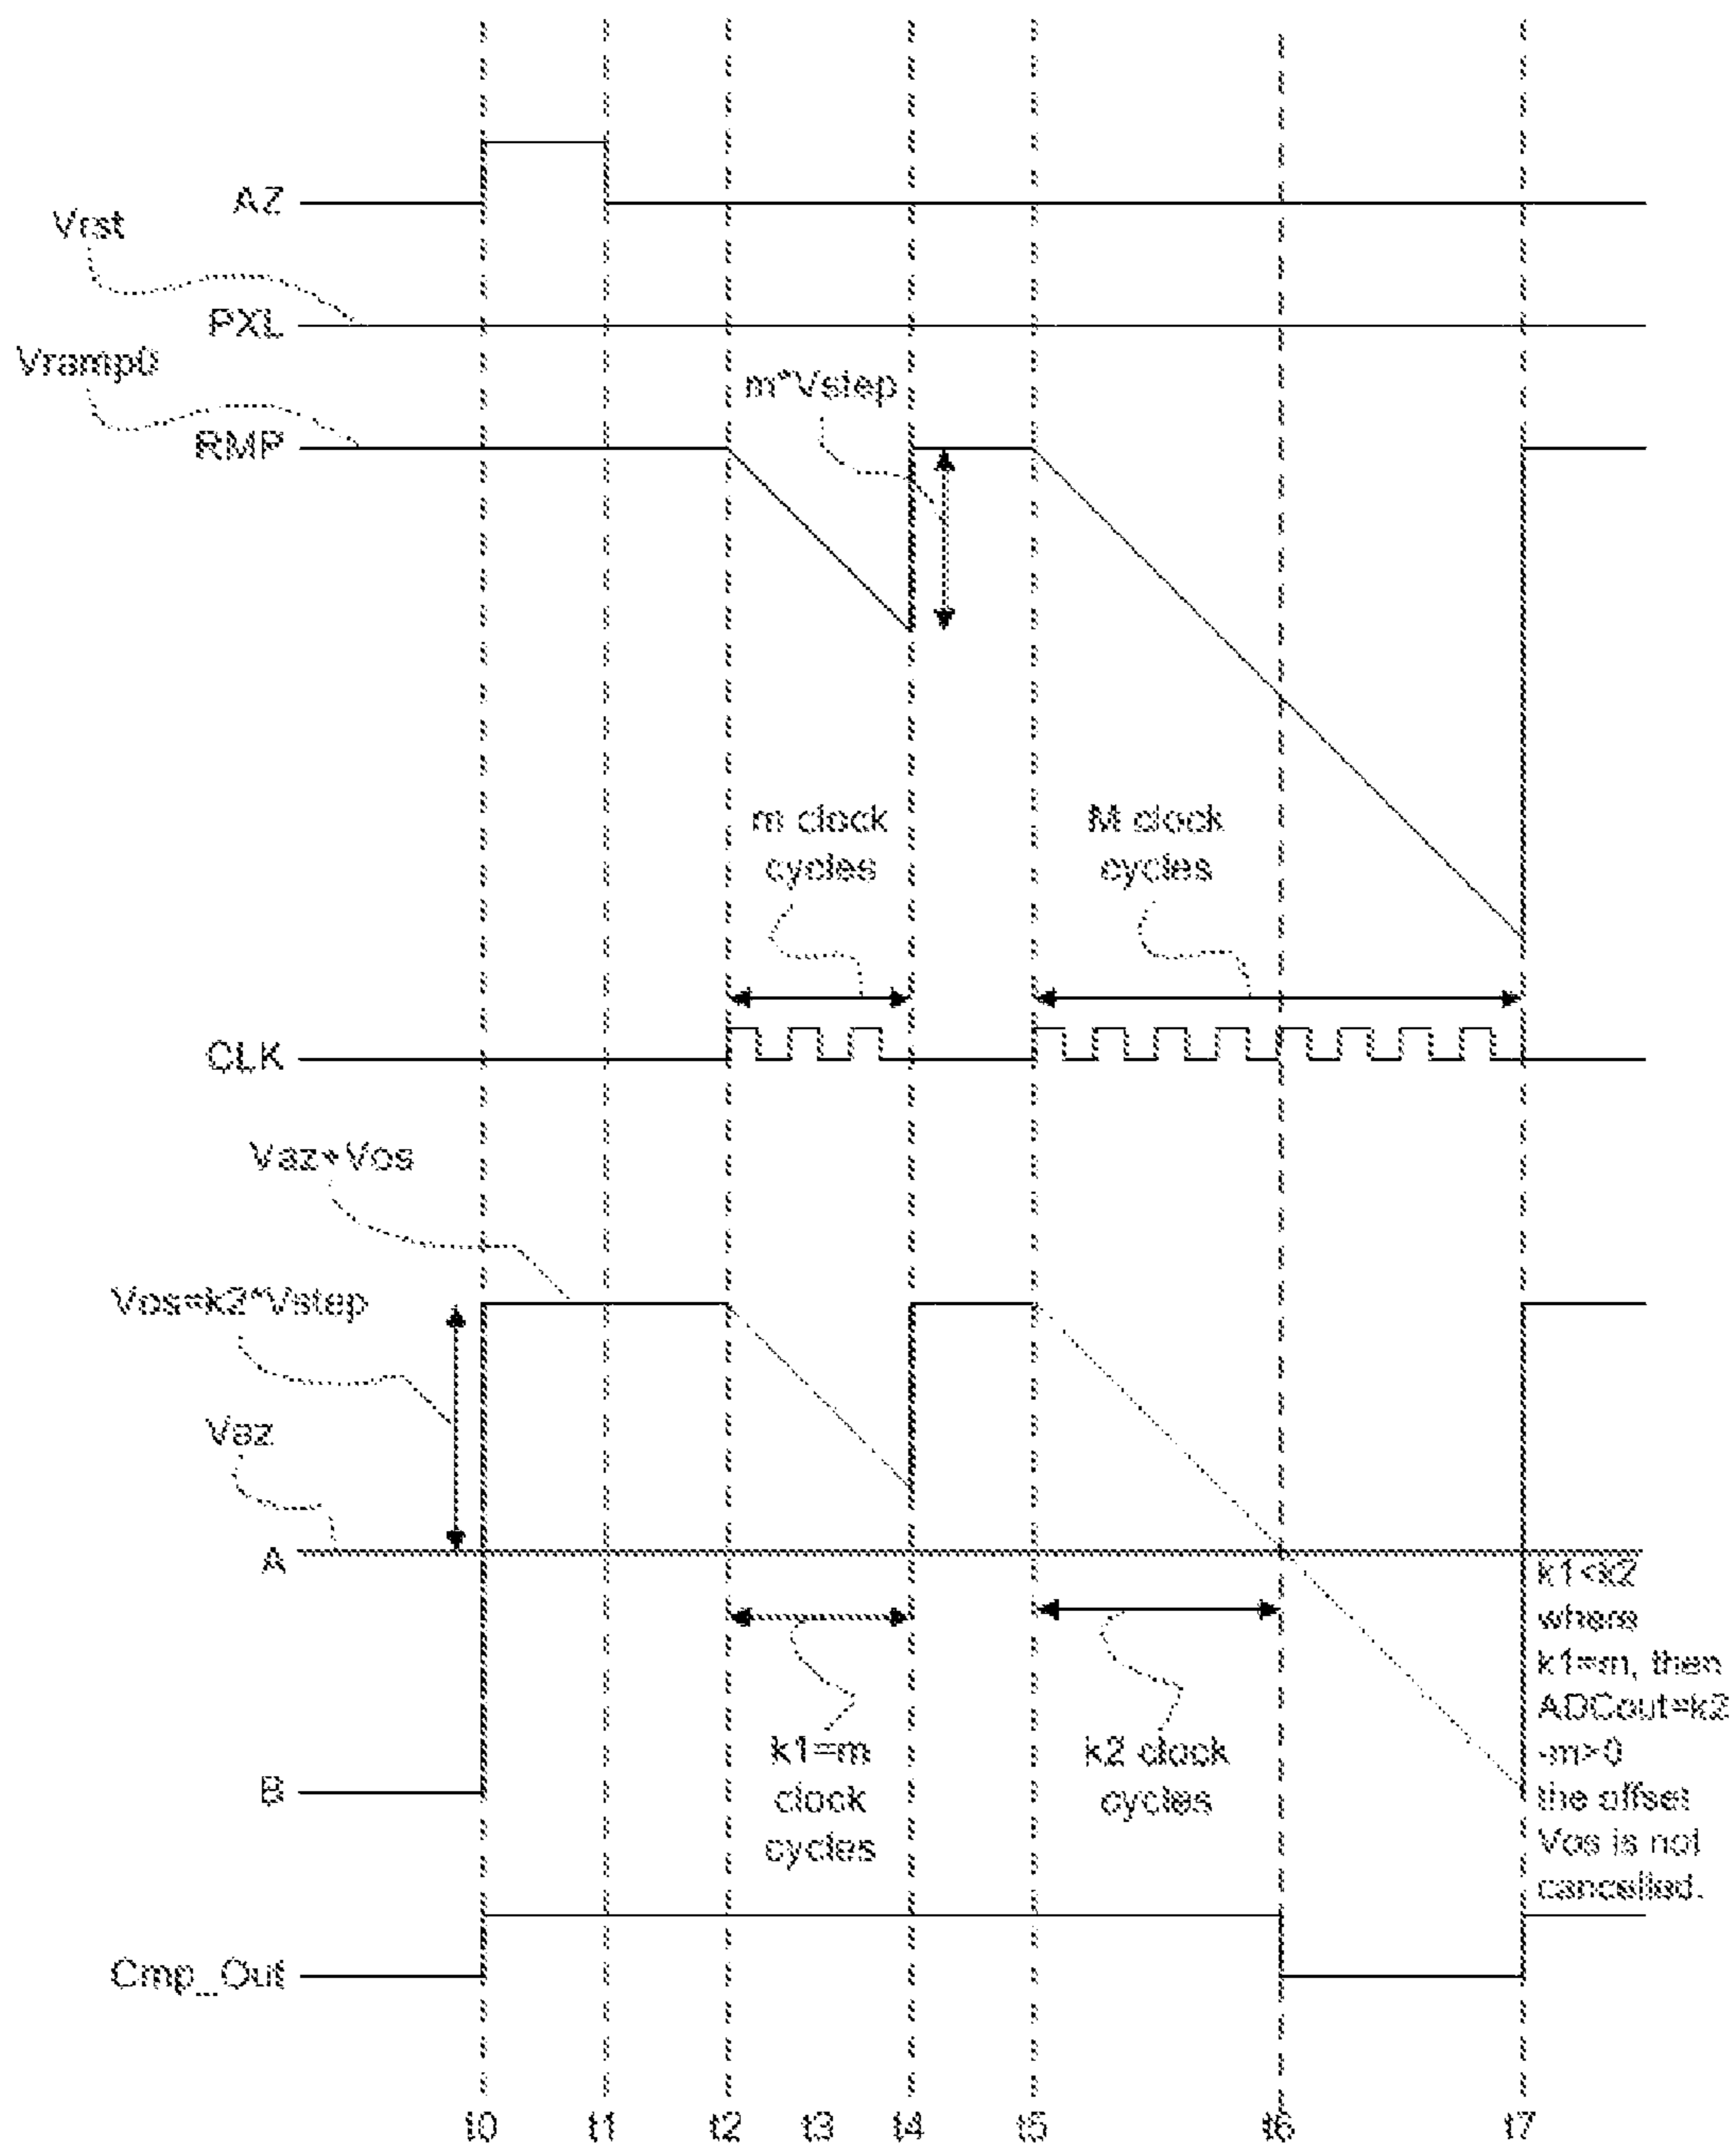 AZ
Vrst
PXL
Vramp0
RMP
m*Vstep
m clock
cycles
M clock
cycles
CLK
Vaz+Vos
Vos=k2*Vstep
Vaz
A
k1<k2
where
k1=m, then
ADCout=k2
-m>0
the offset
Vos is not
cancelled.
k1=m
clock
cycles
k2 clock
cycles
B
Cmp_Out
t0 t1 t2 t3 t4 t5 t6 t7